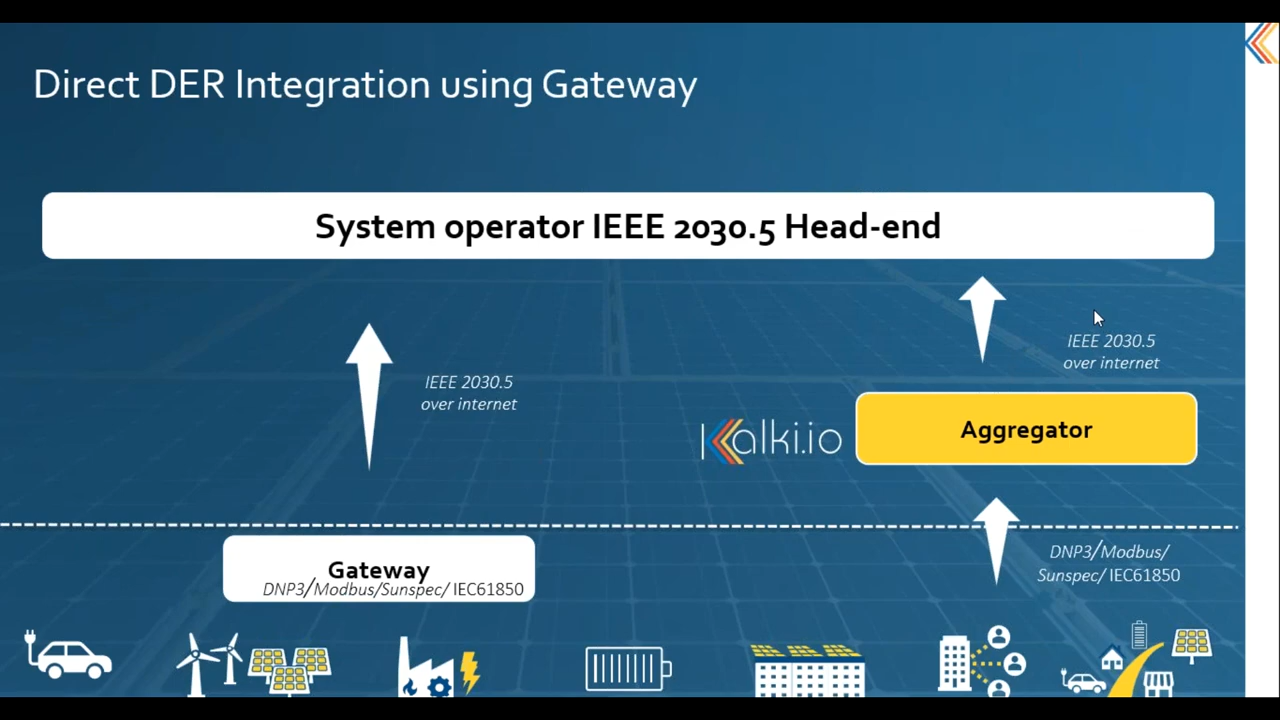 Direct DER Integration using Gateway
System operator IEEE 2030.5 Head-end
IEEE 2030.5
over internet
IEEE 2030.5
over internet
Kalki.io
Aggregator
Gateway
DNP3/Modbus/Sunspec/ IEC61850
DNP3/Modbus/
Sunspec/ IEC61850